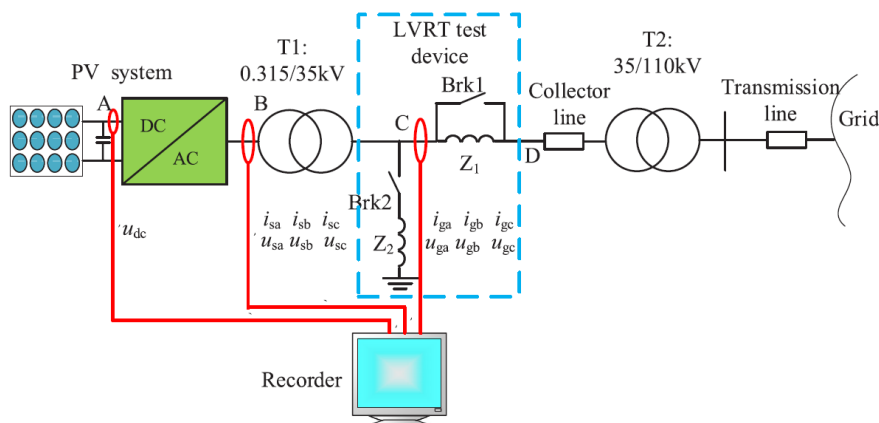 LVRT test
device
T1:
0.315/35kV
T2:
35/110kV
PV system
Brk1
Collector
line
Transmission
line
Grid
A
B
C
D
DC
AC
Z1
Brk2
Z2
udc
isa isb isc
usa usb usc
iga igb igc
uga ugb ugc
Recorder